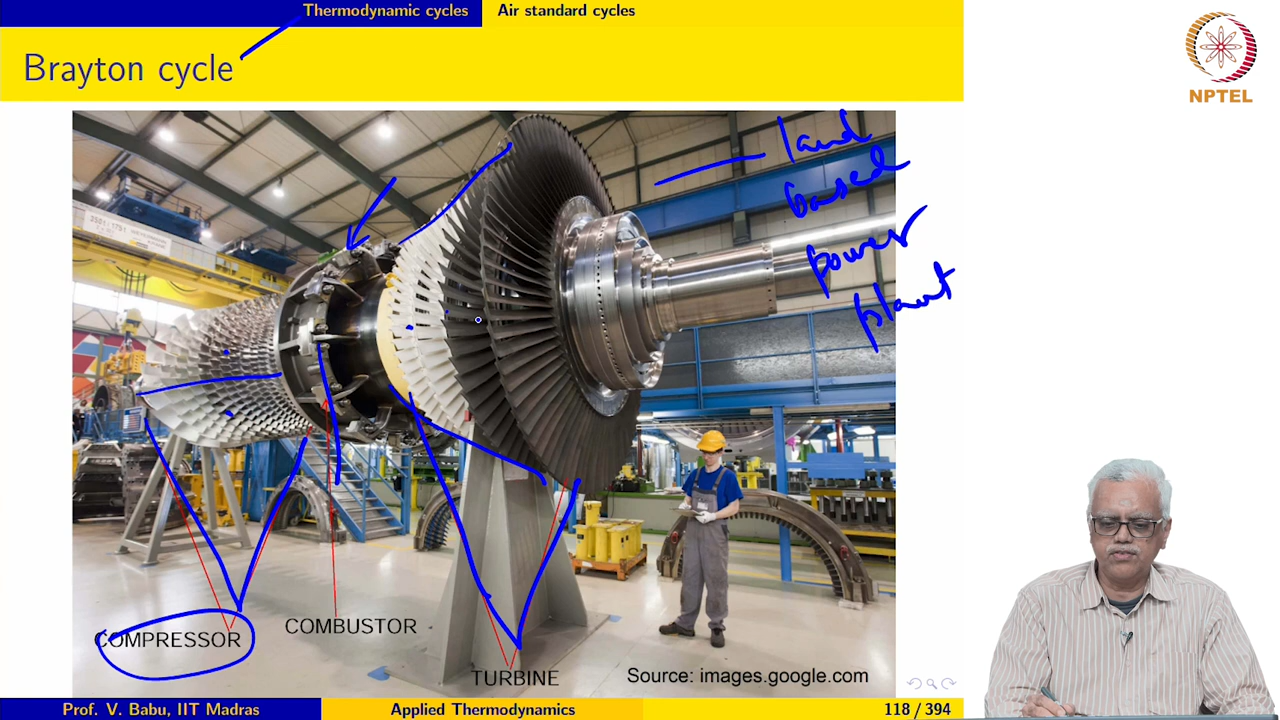 Thermodynamic cycles
Air standard cycles
Brayton cycle
NPTEL
land
based
power
plant
COMPRESSOR
COMBUSTOR
TURBINE
Source: images.google.com
Prof. V. Babu, IIT Madras
Applied Thermodynamics
118 / 394